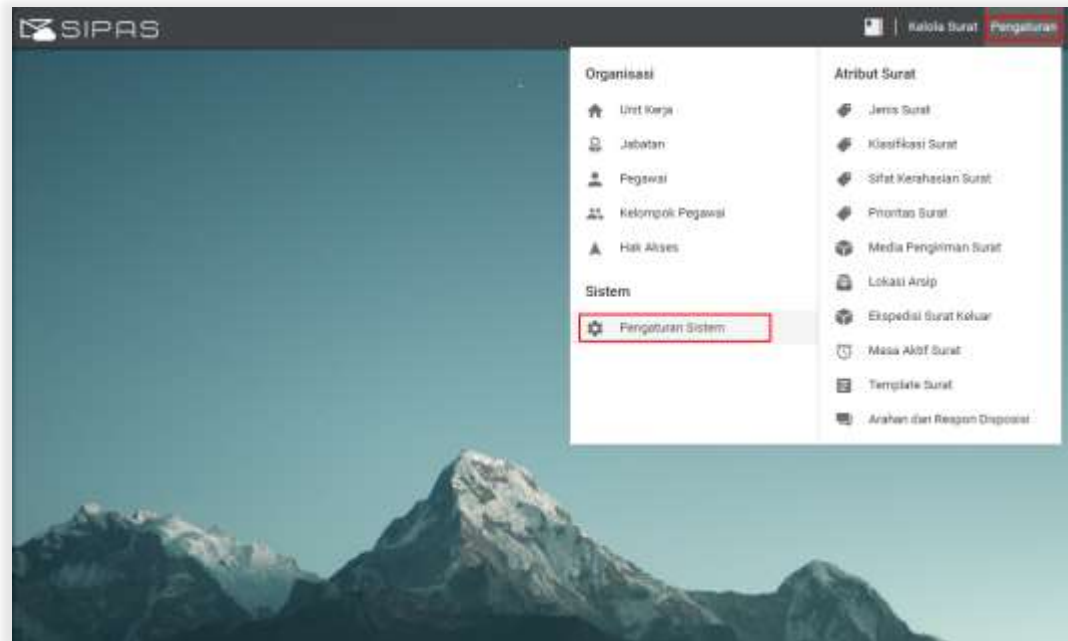 SIPAS
Kelola Surat
Pengaturan
Organisasi
Unit Kerja
Jabatan
Pegawai
Kelompok Pegawai
Hak Akses
Sistem
Pengaturan Sistem
Atribut Surat
Jenis Surat
Klasifikasi Surat
Sifat Kerahasian Surat
Prioritas Surat
Media Pengiriman Surat
Lokasi Arsip
Ekspedisi Surat Keluar
Masa Aktif Surat
Template Surat
Arahan dan Respon Disposisi